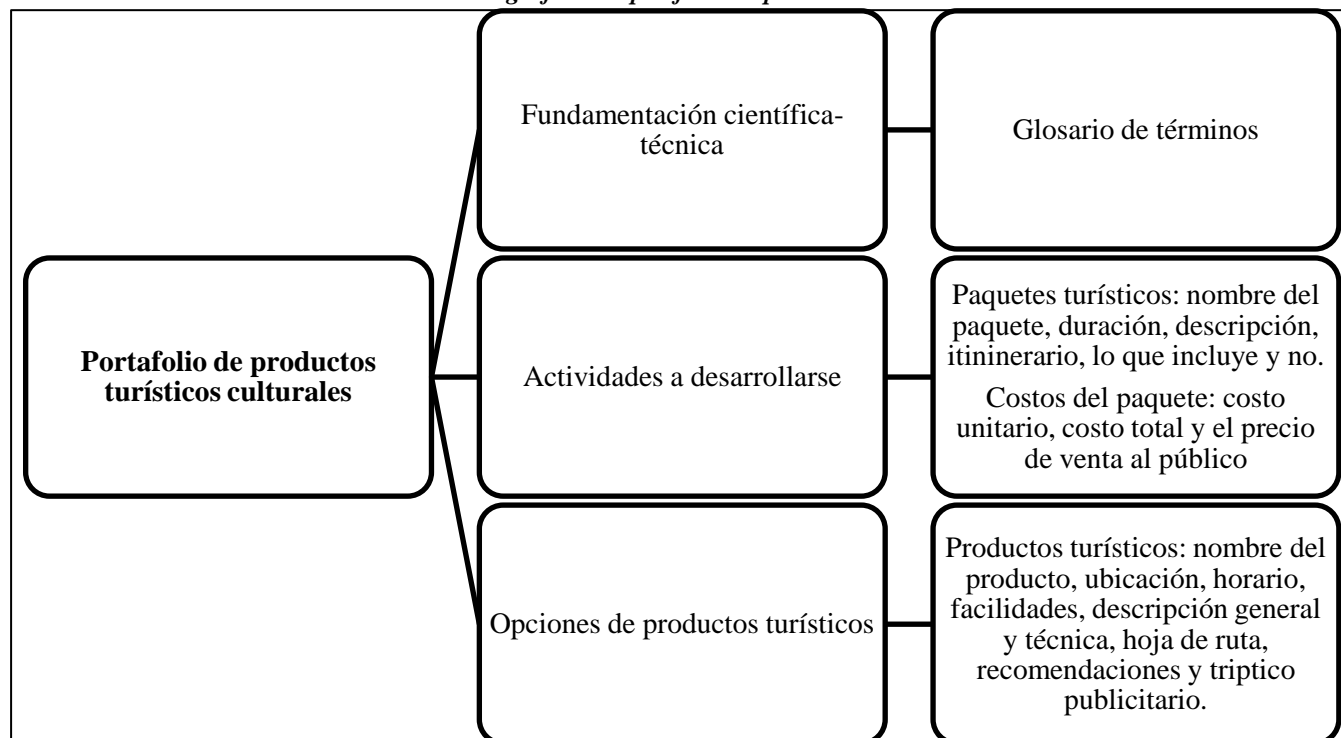 Fundamentación científica-
técnica
Glosario de términos
Portafolio de productos
turísticos culturales
Actividades a desarrollarse
Paquetes turísticos: nombre del
paquete, duración, descripción,
itininerario, lo que incluye y no.
Costos del paquete: costo
unitario, costo total y el precio
de venta al público
Opciones de productos turísticos
Productos turísticos: nombre del
producto, ubicación, horario,
facilidades, descripción general
y técnica, hoja de ruta,
recomendaciones y triptico
publicitario.